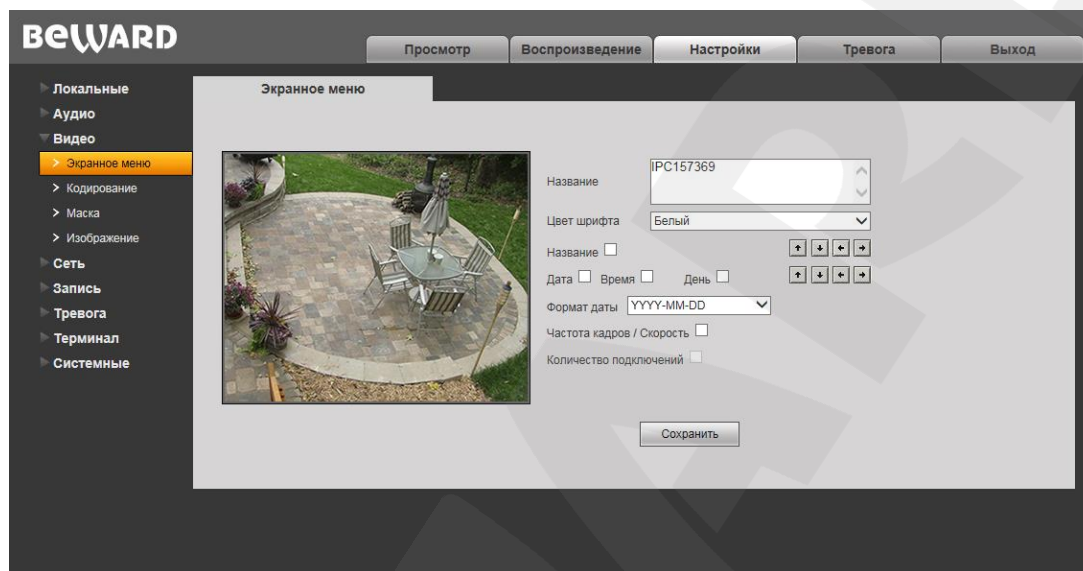 BEWARD
Просмотр
Воспроизведение
Настройки
Тревога
Выход
Локальные
Аудио
Видео
Экранное меню
Кодирование
Маска
Изображение
Сеть
Запись
Тревога
Терминал
Системные
Экранное меню
Название IPC157369
Цвет шрифта Белый
Название
Дата Время День
Формат даты YYYY-MM-DD
Частота кадров / Скорость
Количество подключений
Сохранить